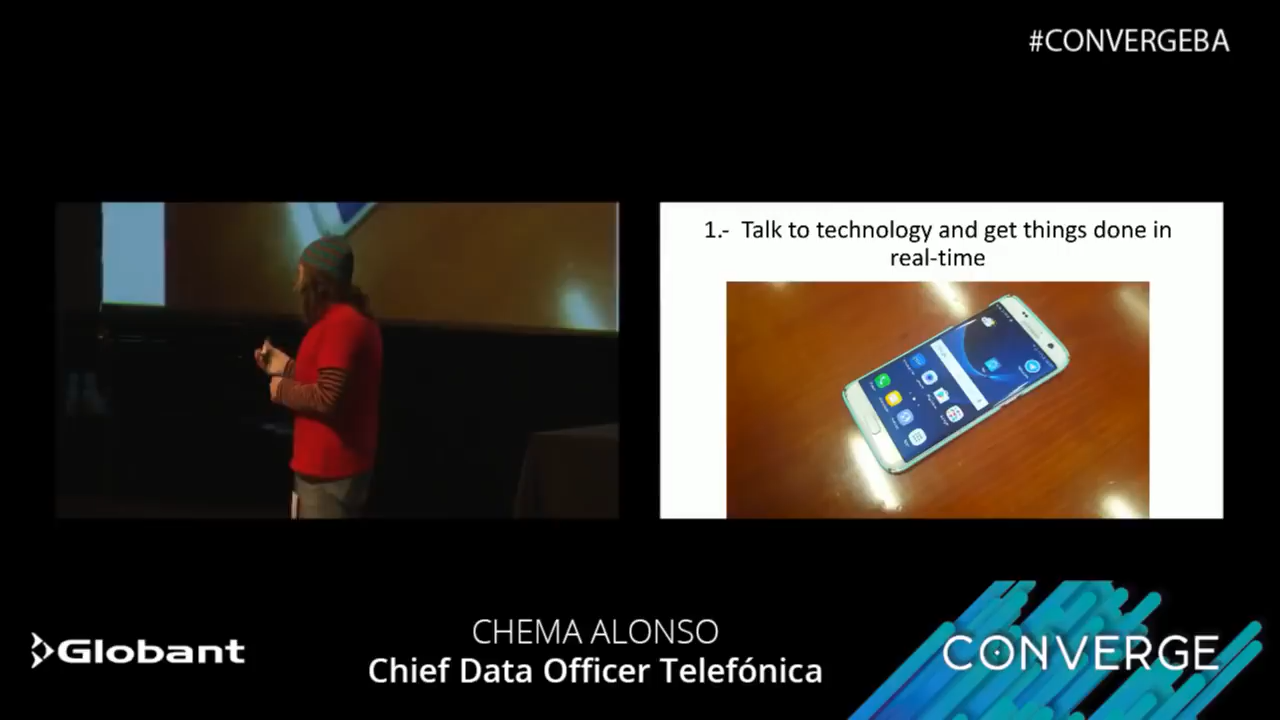 #CONVERGEBA
1.- Talk to technology and get things done in
real-time
CHEMA ALONSO
Chief Data Officer Telefónica
Globant
CONVERGE